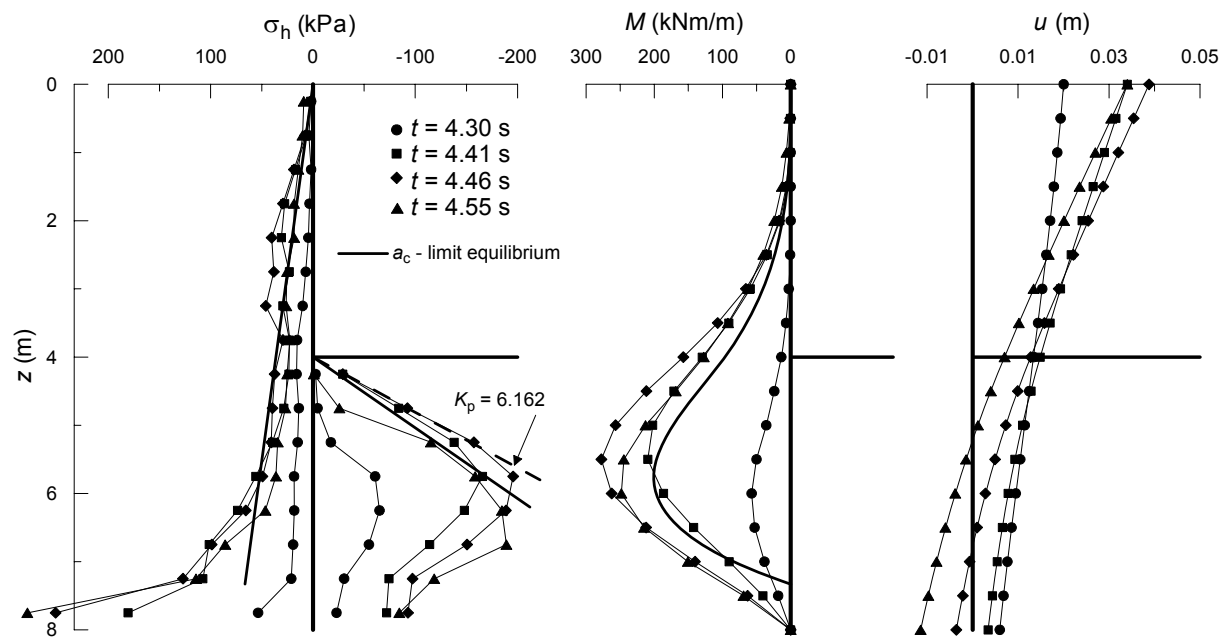 σh (kPa)
M (kNm/m)
u (m)
200 100 0 -100 -200
300 200 100 0
-0.01 0.01 0.03 0.05
0
2
4
6
8
z (m)
t = 4.30 s
t = 4.41 s
t = 4.46 s
t = 4.55 s
ac - limit equilibrium
Kp = 6.162